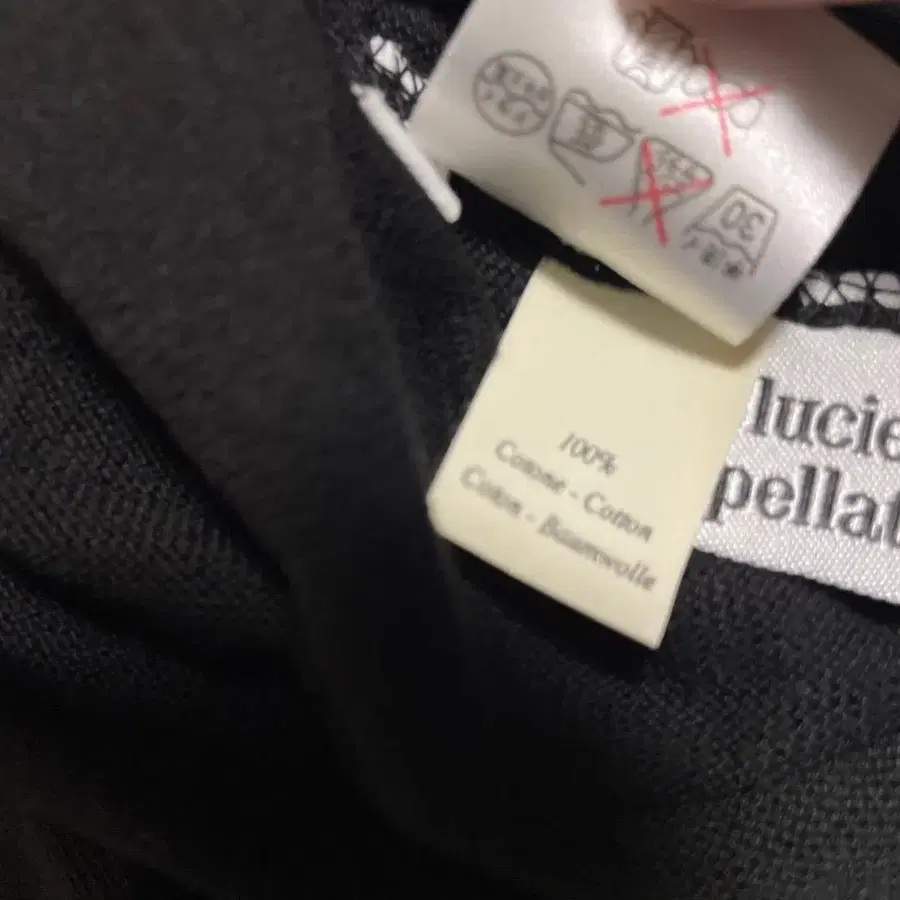 30
100%
Cotone - Cotton
Coton - Baumwolle
lucie
pellat